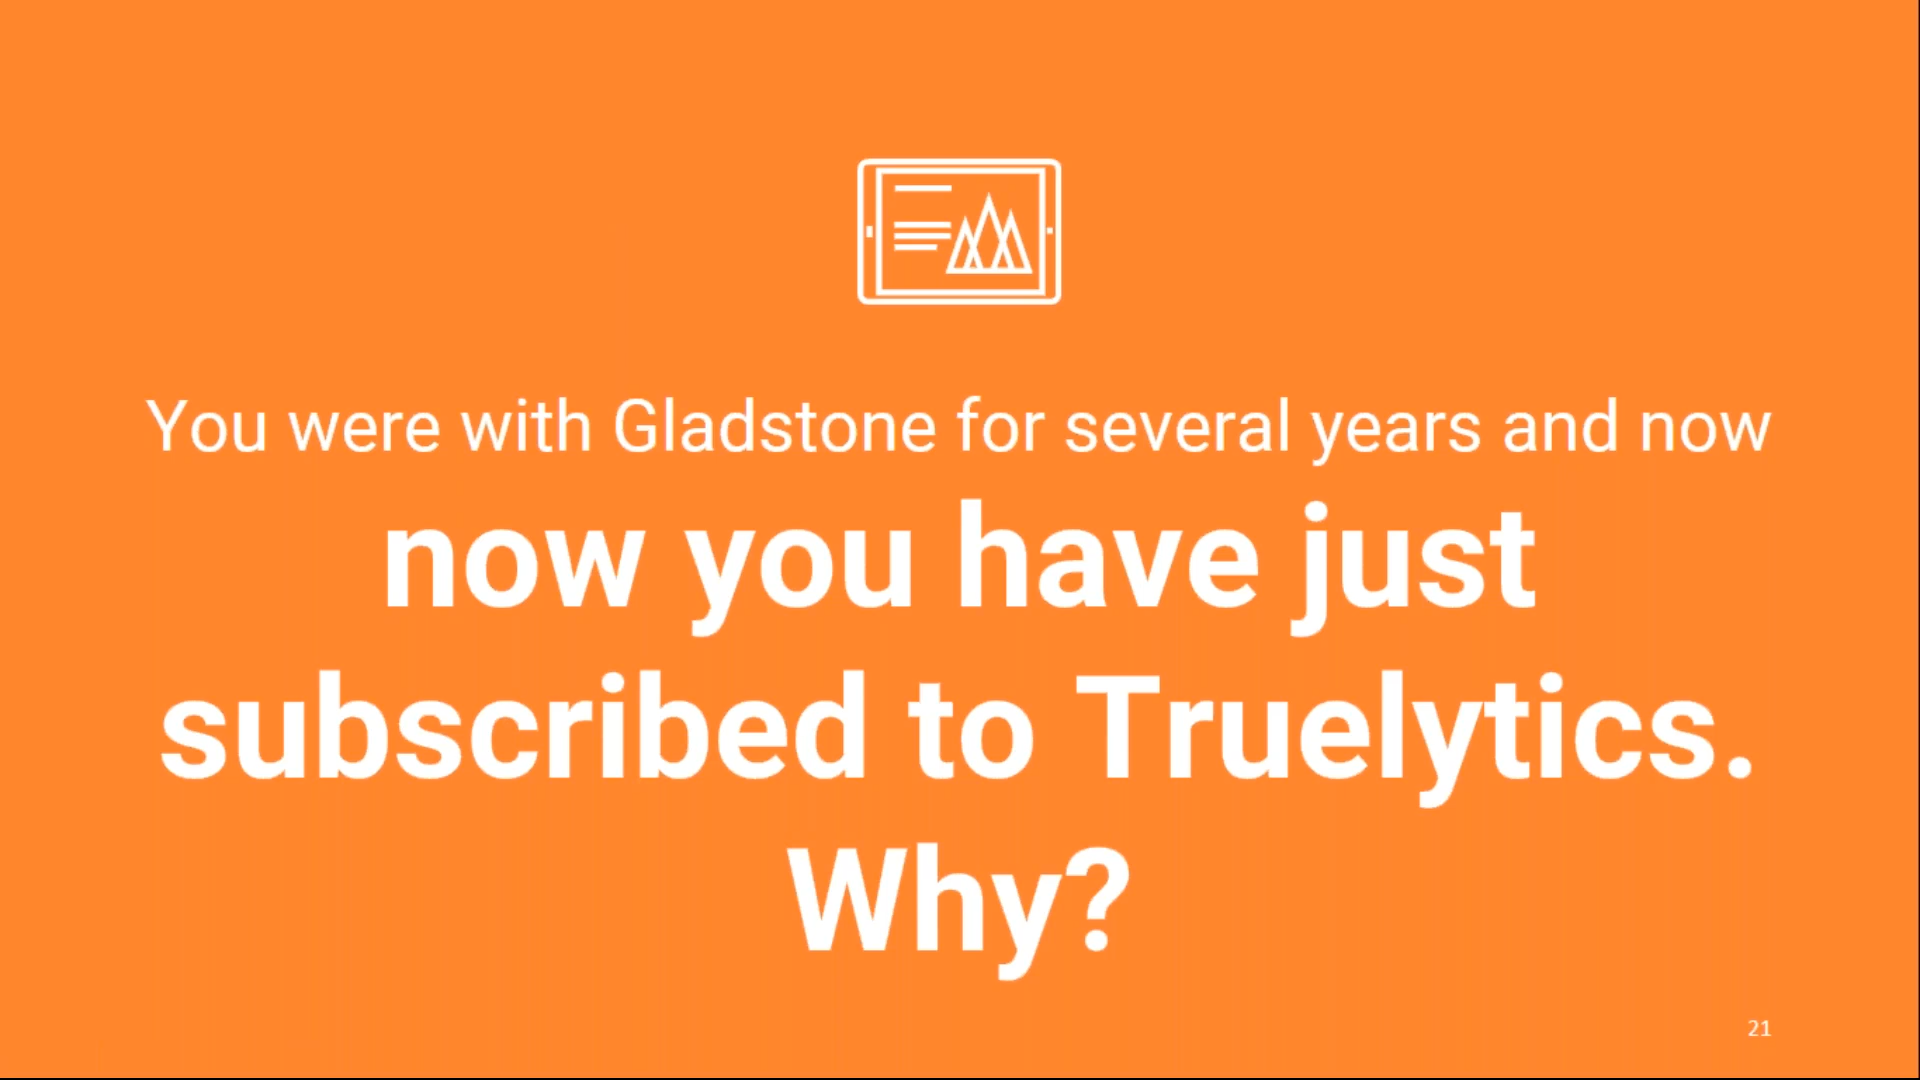 You were with Gladstone for several years and now
now you have just
subscribed to Truelytics.
Why?
21